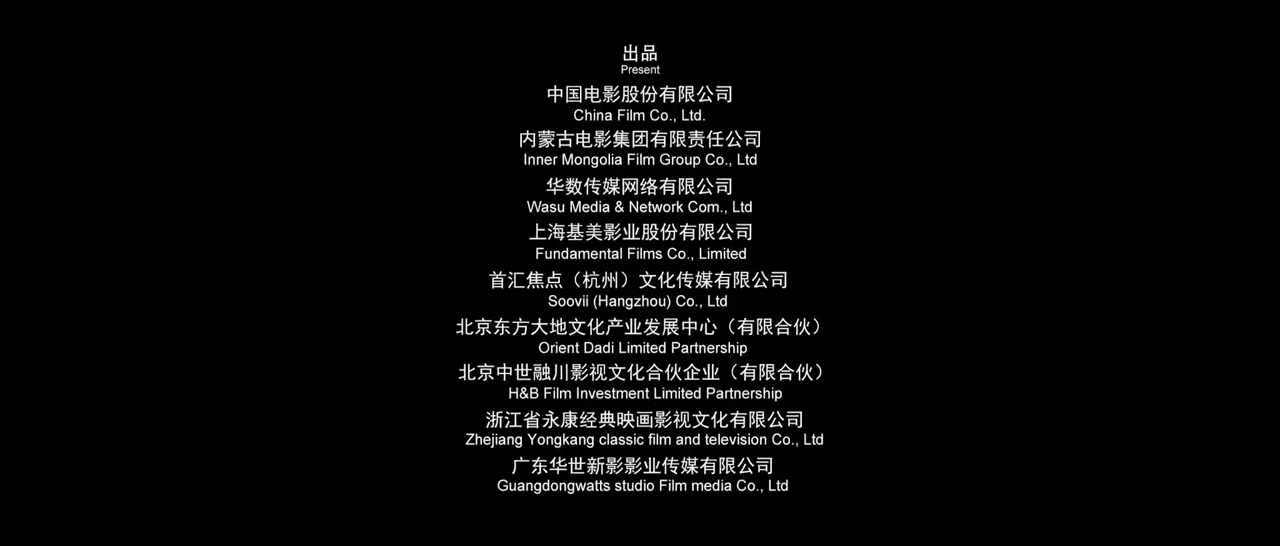 出品
Present
中国电影股份有限公司
China Film Co., Ltd.
内蒙古电影集团有限责任公司
Inner Mongolia Film Group Co., Ltd
华数传媒网络有限公司
Wasu Media & Network Com., Ltd
上海基美影业股份有限公司
Fundamental Films Co., Limited
首汇焦点（杭州）文化传媒有限公司
Soovii (Hangzhou) Co., Ltd
北京东方大地文化产业发展中心（有限合伙）
Orient Dadi Limited Partnership
北京中世融川影视文化合伙企业（有限合伙）
H&B Film Investment Limited Partnership
浙江省永康经典映画影视文化有限公司
Zhejiang Yongkang classic film and television Co., Ltd
广东华世新影影业传媒有限公司
Guangdongwatts studio Film media Co., Ltd